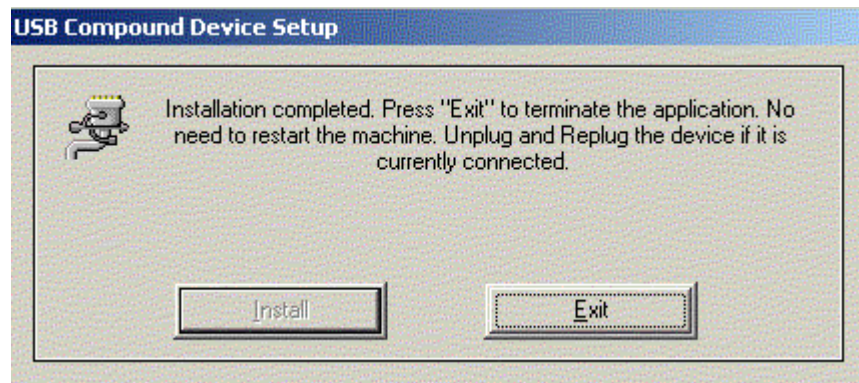 USB Compound Device Setup
Installation completed. Press "Exit" to terminate the application. No
need to restart the machine. Unplug and Replug the device if it is
currently connected.
Install
Exit